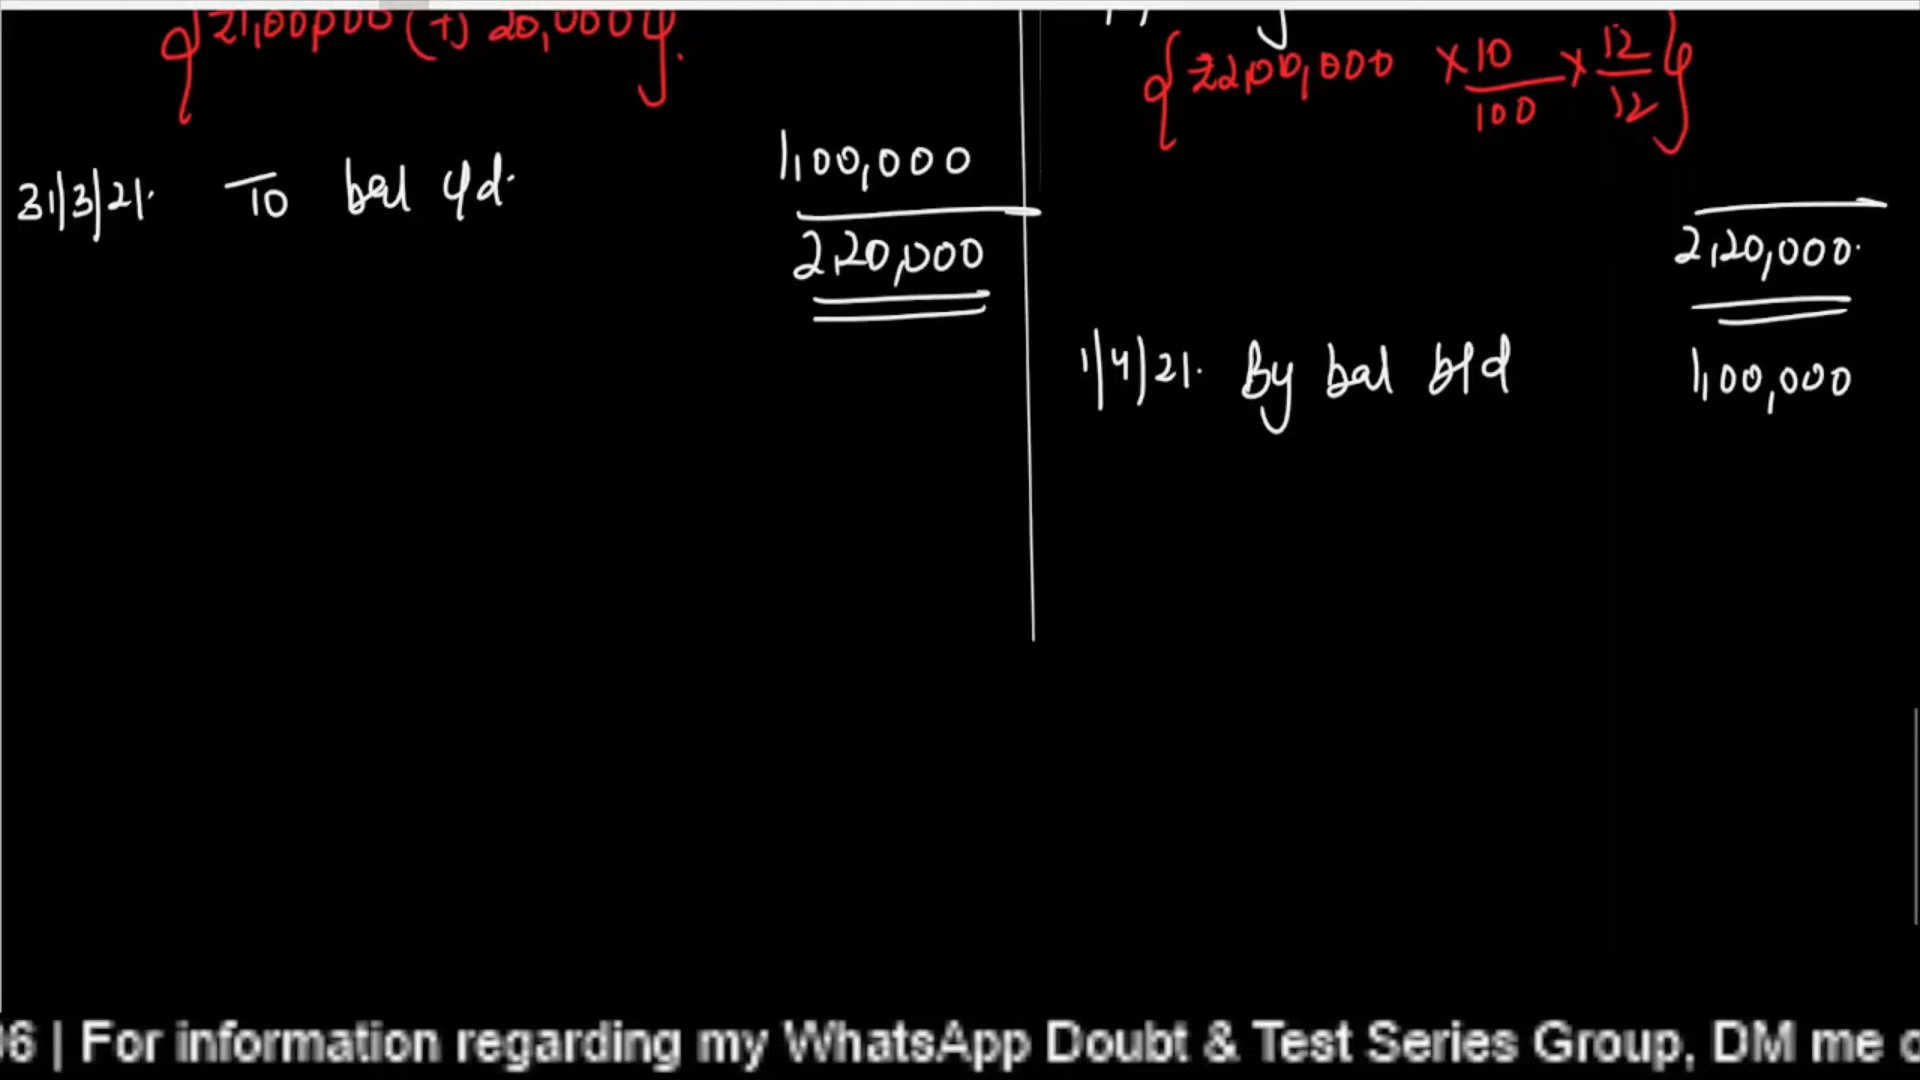 {₹1,00,000 (+) 20,000}.
{₹22,00,000 × 10/100 × 12/12}
31/3/21. To bal c/d. 1,00,000
2,20,000 2,20,000.
1/4/21. By bal b/d 1,00,000
06 | For information regarding my WhatsApp Doubt & Test Series Group, DM me o